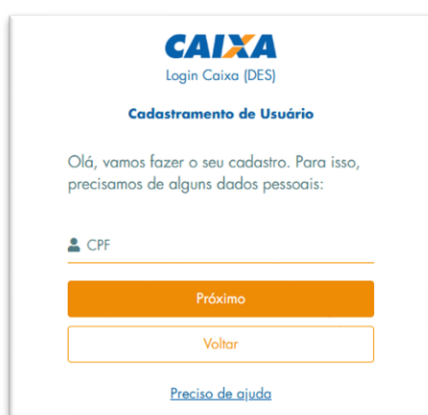 CAIXA
Login Caixa (DES)
Cadastramento de Usuário
Olá, vamos fazer o seu cadastro. Para isso,
precisamos de alguns dados pessoais:
CPF
Próximo
Voltar
Preciso de ajuda